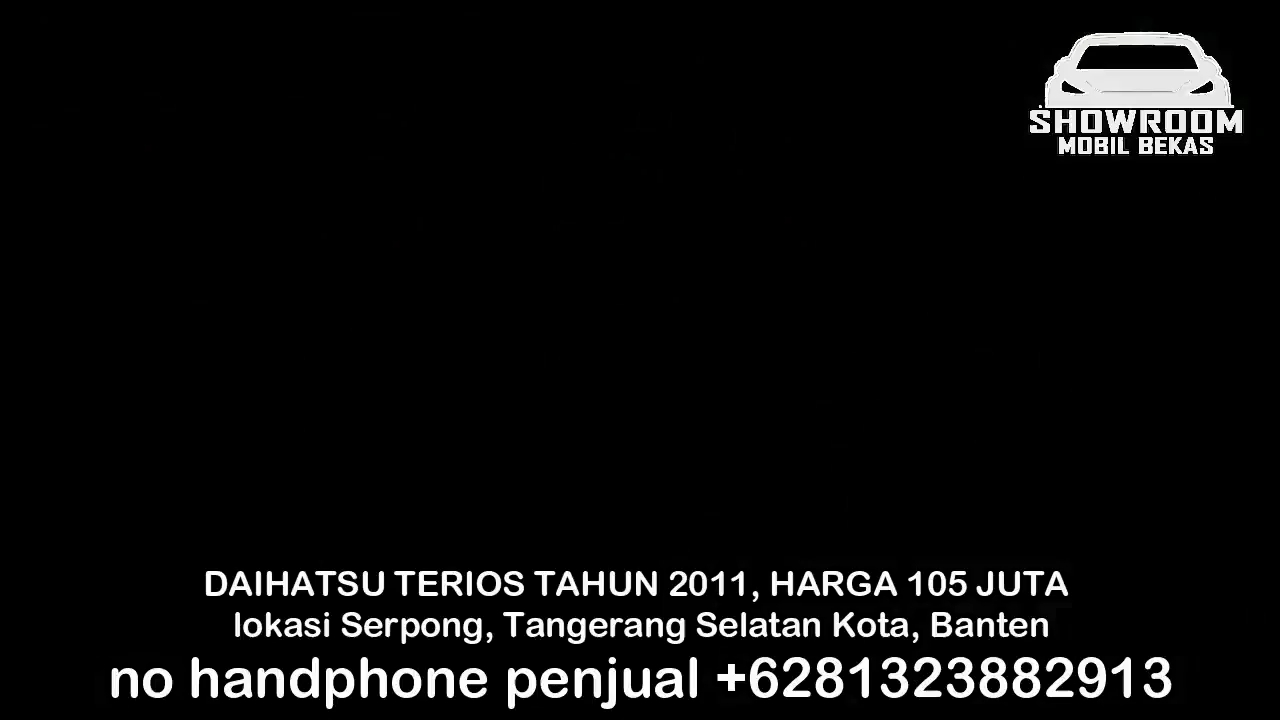 SHOWROOM
MOBIL BEKAS
DAIHATSU TERIOS TAHUN 2011, HARGA 105 JUTA
lokasi Serpong, Tangerang Selatan Kota, Banten
no handphone penjual +6281323882913